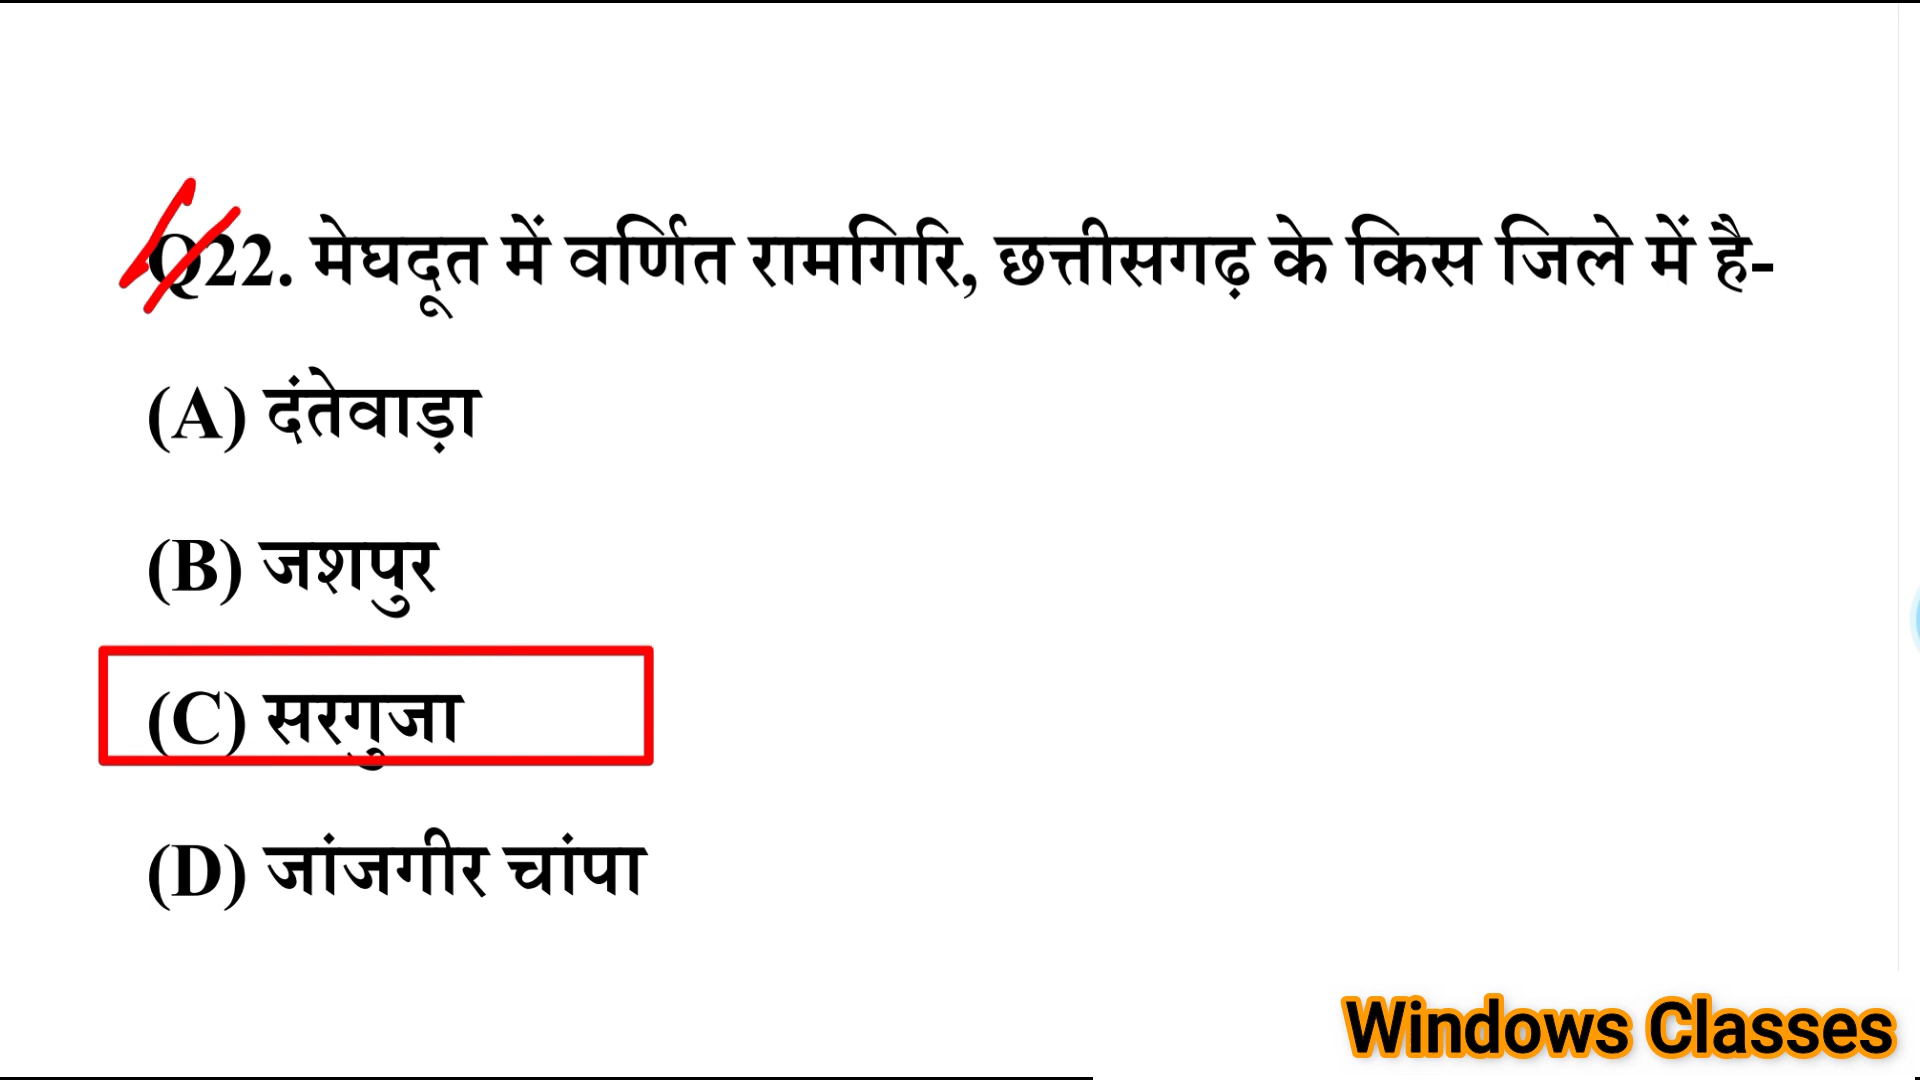 Q22. मेघदूत में वर्णित रामगिरि, छत्तीसगढ़ के किस जिले में है-
(A) दंतेवाड़ा
(B) जशपुर
(C) सरगुजा
(D) जांजगीर चांपा
Windows Classes